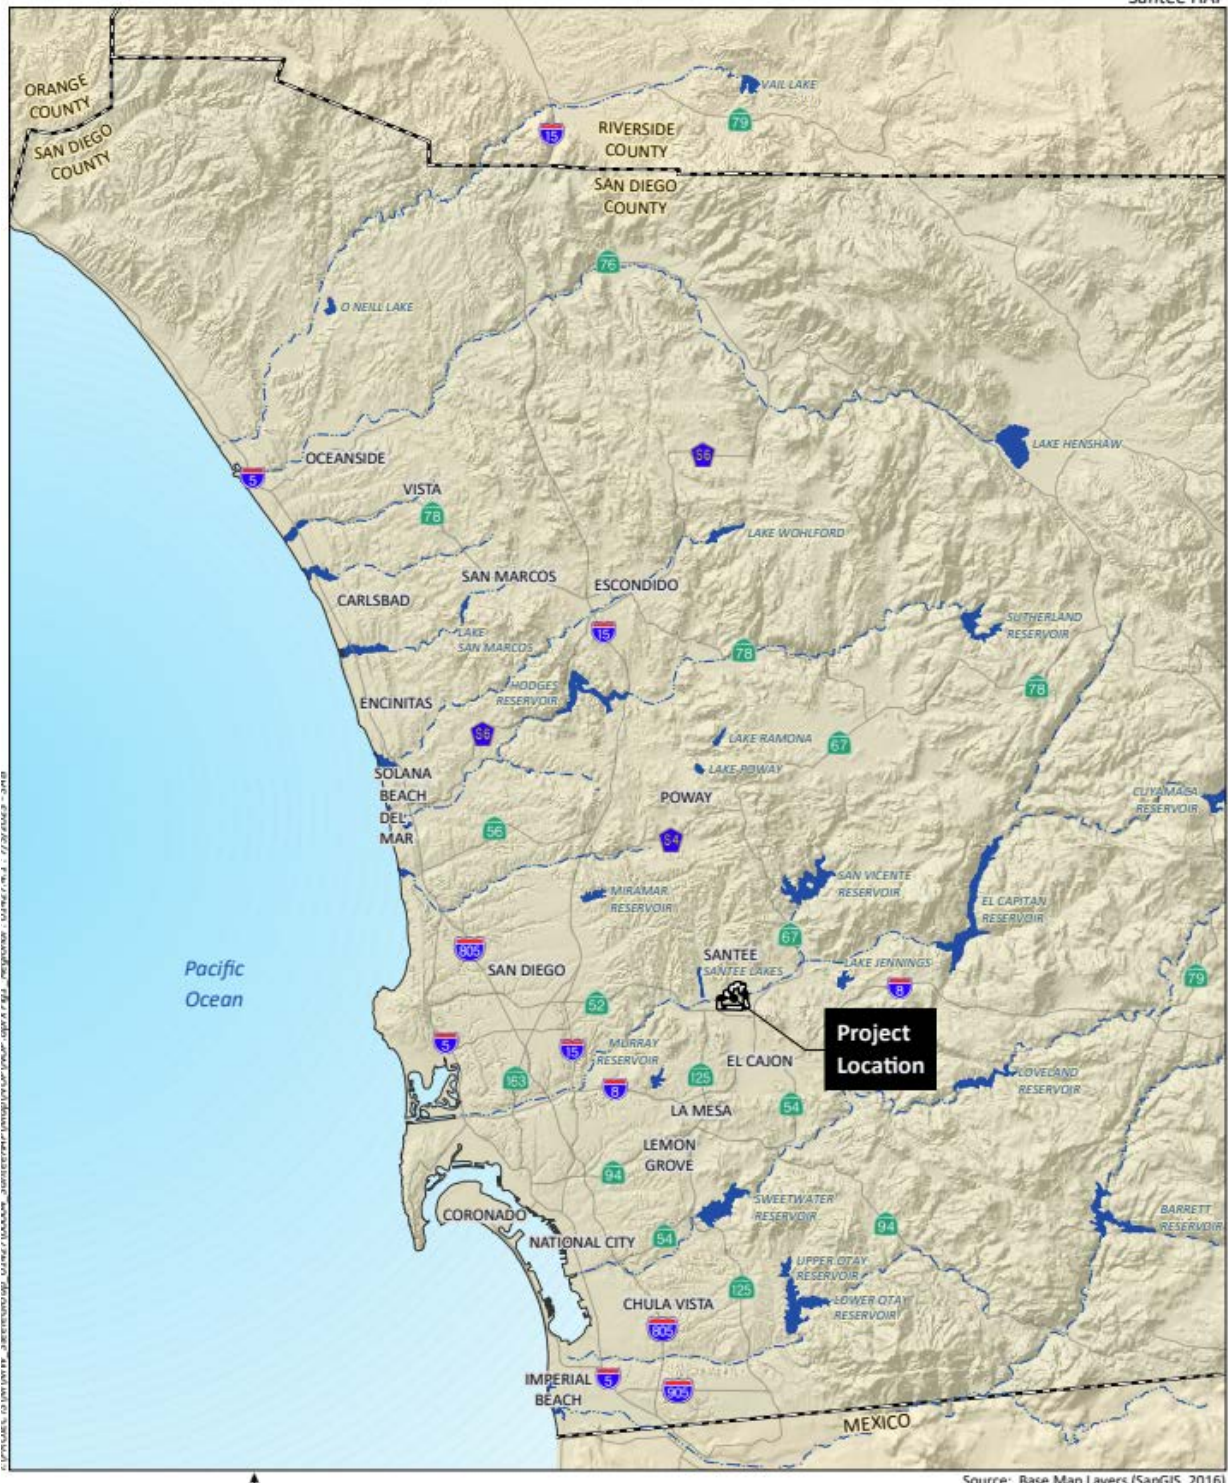 ORANGE
COUNTY
SAN DIEGO
COUNTY
VAIL LAKE
79
15
RIVERSIDE
COUNTY
SAN DIEGO
COUNTY
76
O NEILL LAKE
LAKE HENSHAW
OCEANSIDE
S6
5
VISTA
78
LAKE WOHLFORD
SAN MARCOS
ESCONDIDO
CARLSBAD
LAKE
SAN MARCOS
15
SUTHERLAND
RESERVOIR
78
78
HODGES
RESERVOIR
ENCINITAS
S6
LAKE RAMONA
67
LAKE POWAY
SOLANA
BEACH
DEL
MAR
POWAY
CUYAMACA
RESERVOIR
56
S4
MIRAMAR
RESERVOIR
SAN VICENTE
RESERVOIR
EL CAPITAN
RESERVOIR
67
805
SAN DIEGO
SANTEE
SANTEE LAKES
LAKE JENNINGS
8
79
Pacific
Ocean
52
Project
Location
5
15
MURRAY
RESERVOIR
EL CAJON
163
8
125
LOVELAND
RESERVOIR
LA MESA
54
LEMON
GROVE
94
SWEETWATER
RESERVOIR
CORONADO
NATIONAL CITY
54
94
BARRETT
RESERVOIR
UPPER OTAY
RESERVOIR
125
LOWER OTAY
RESERVOIR
CHULA VISTA
805
IMPERIAL
BEACH
5
905
MEXICO
Source: Base Map Layers (SanGIS, 2016)